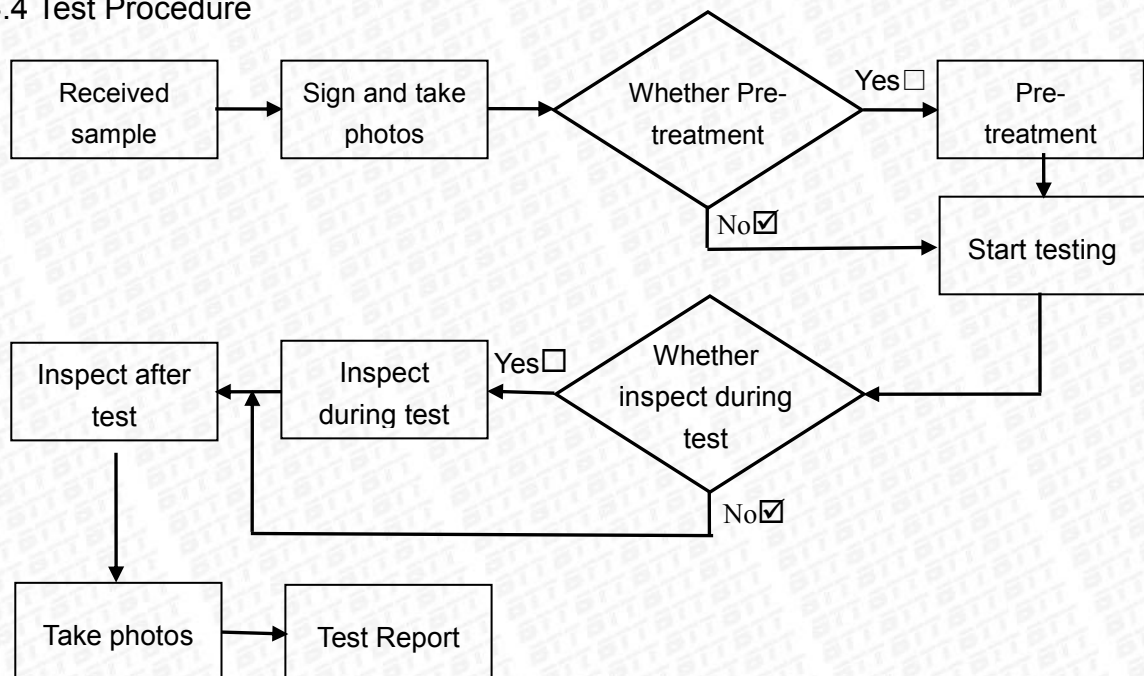 .4 Test Procedure
Received
sample
Sign and take
photos
Whether Pre-
treatment
Yes☐
Pre-
treatment
No☑
Start testing
Whether
inspect during
test
Yes☐
Inspect
during test
Inspect after
test
No☑
Take photos
Test Report